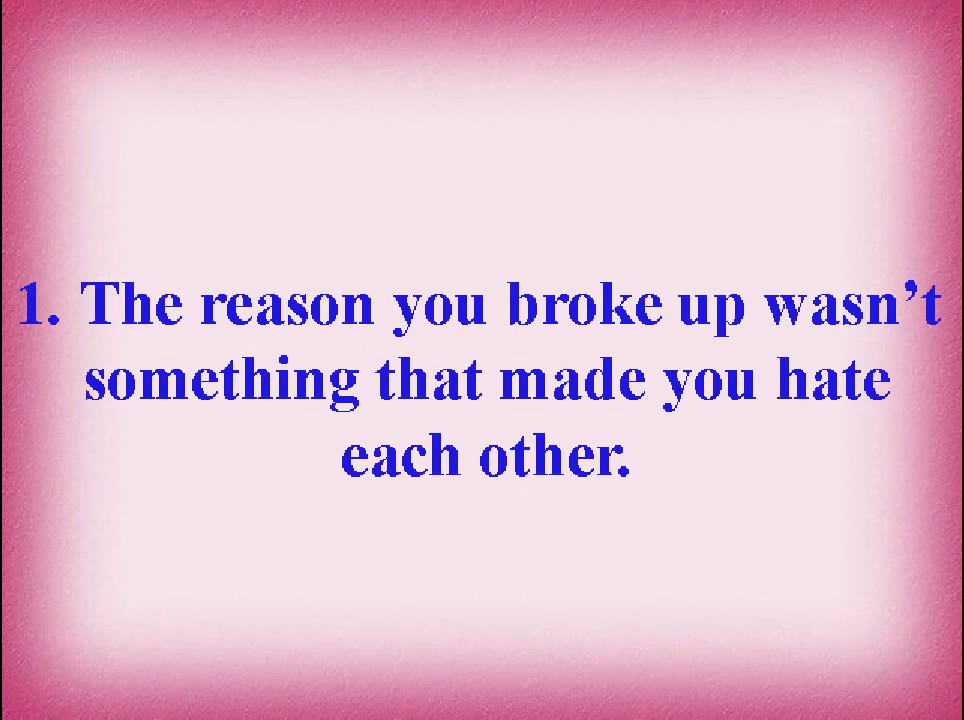 1. The reason you broke up wasn’t
something that made you hate
each other.